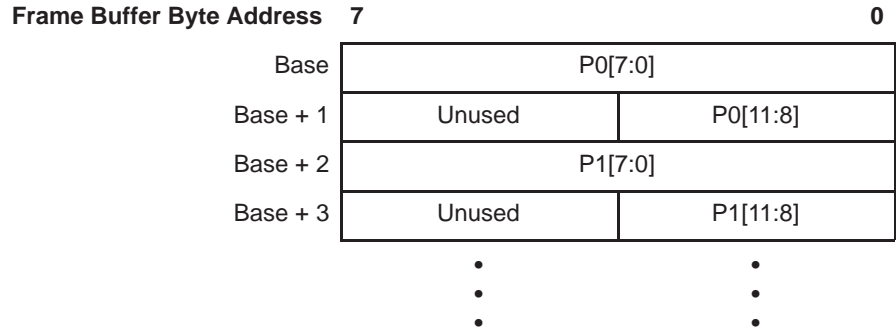 Frame Buffer Byte Address 7 0
Base P0[7:0]
Base + 1 Unused P0[11:8]
Base + 2 P1[7:0]
Base + 3 Unused P1[11:8]